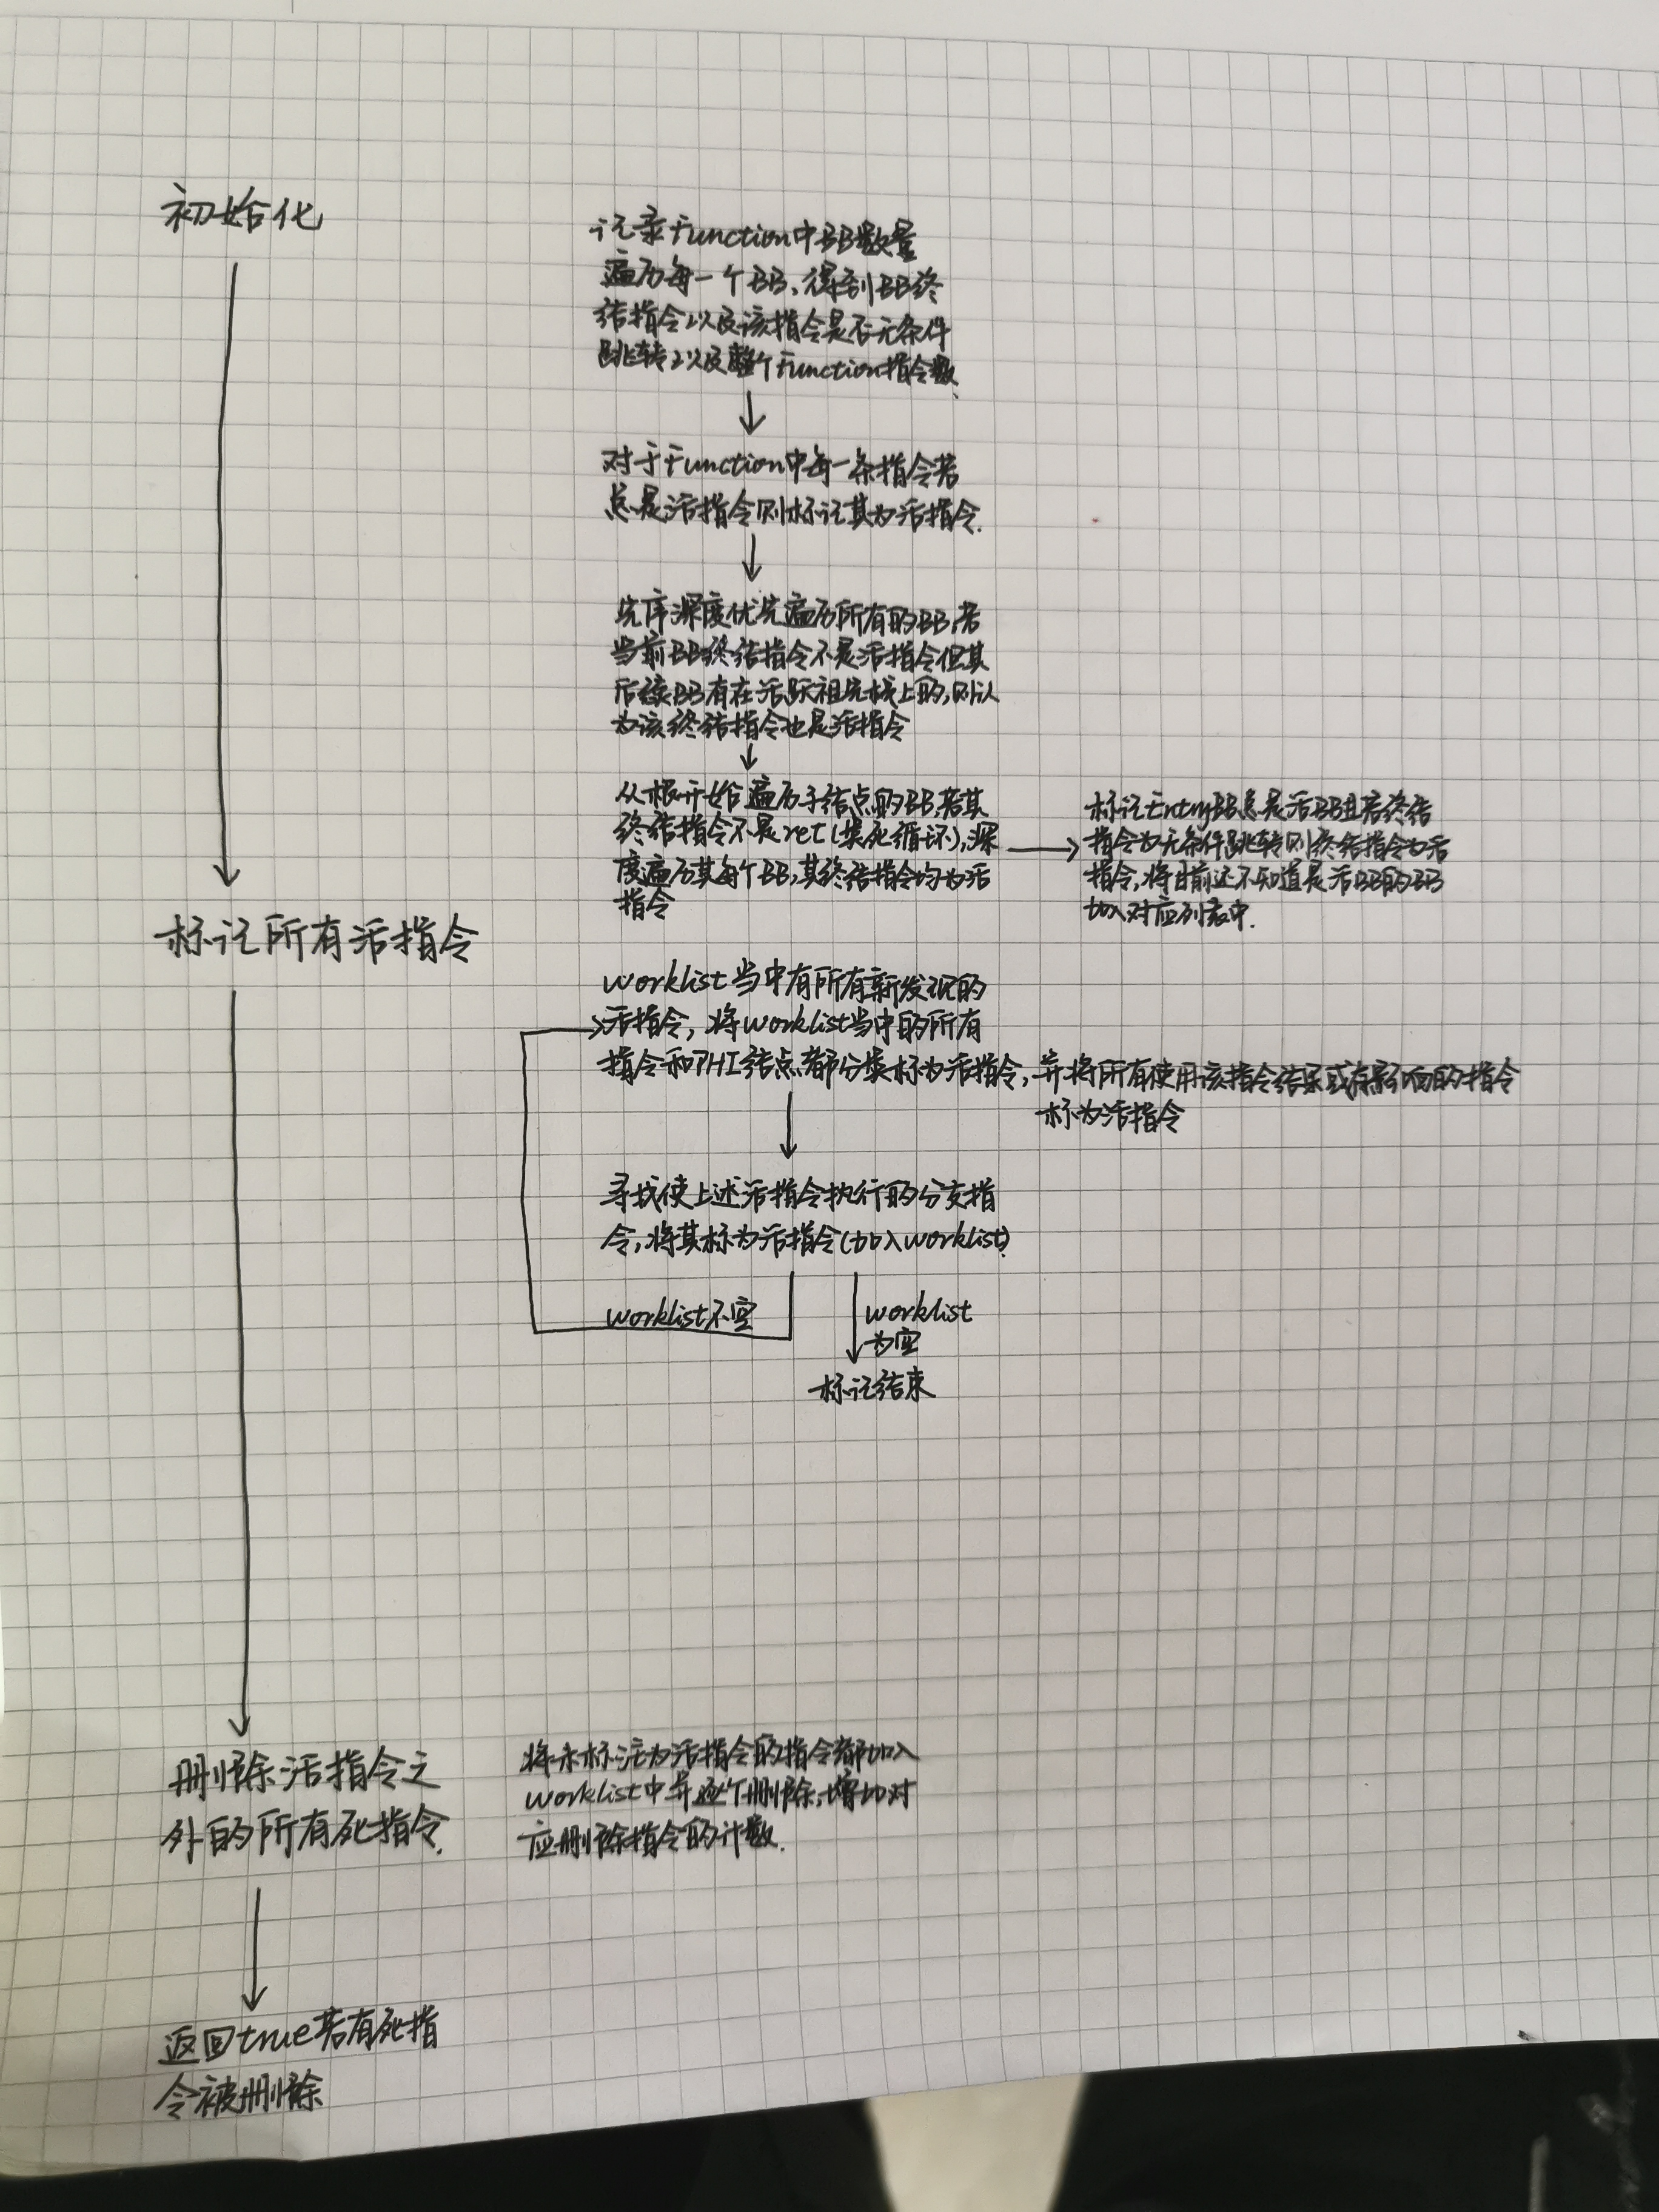 初始化
记录Function中BB数量
遍历每一个BB,得到BB终
结指令以及该指令是否无条件
跳转以及整个Function指令数.
对于Function中每一条指令若
总是活指令则标记其为活指令.
先序深度优先遍历所有的BB,若
当前BB终结指令不是活指令但其
后续BB有在活跃祖先栈上的,则认
为该终结指令也是活指令
从根开始遍历子结点的BB,若其
终结指令不是ret(类死循环),深
度遍历其每个BB,其终结指令均为活
指令
标记EntryBB总是活BB且若终结
指令为无条件跳转则终结指令为活
指令,将目前还不知道是活BB的BB
加入对应列表中.
标记所有活指令
worklist当中有所有新发现的
活指令,将worklist当中的所有
指令和PHI结点都分类标为活指令,并将所有使用该指令结果或有影响的指令
标为活指令
寻找使上述活指令执行的分支指
令,将其标为活指令(加入worklist).
worklist不空
worklist
为空
标记结束
删除活指令之
外的所有死指令.
将未标注为活指令的指令都加入
worklist中并逐个删除,增加对
应删除指令的计数.
返回true若有死指
令被删除